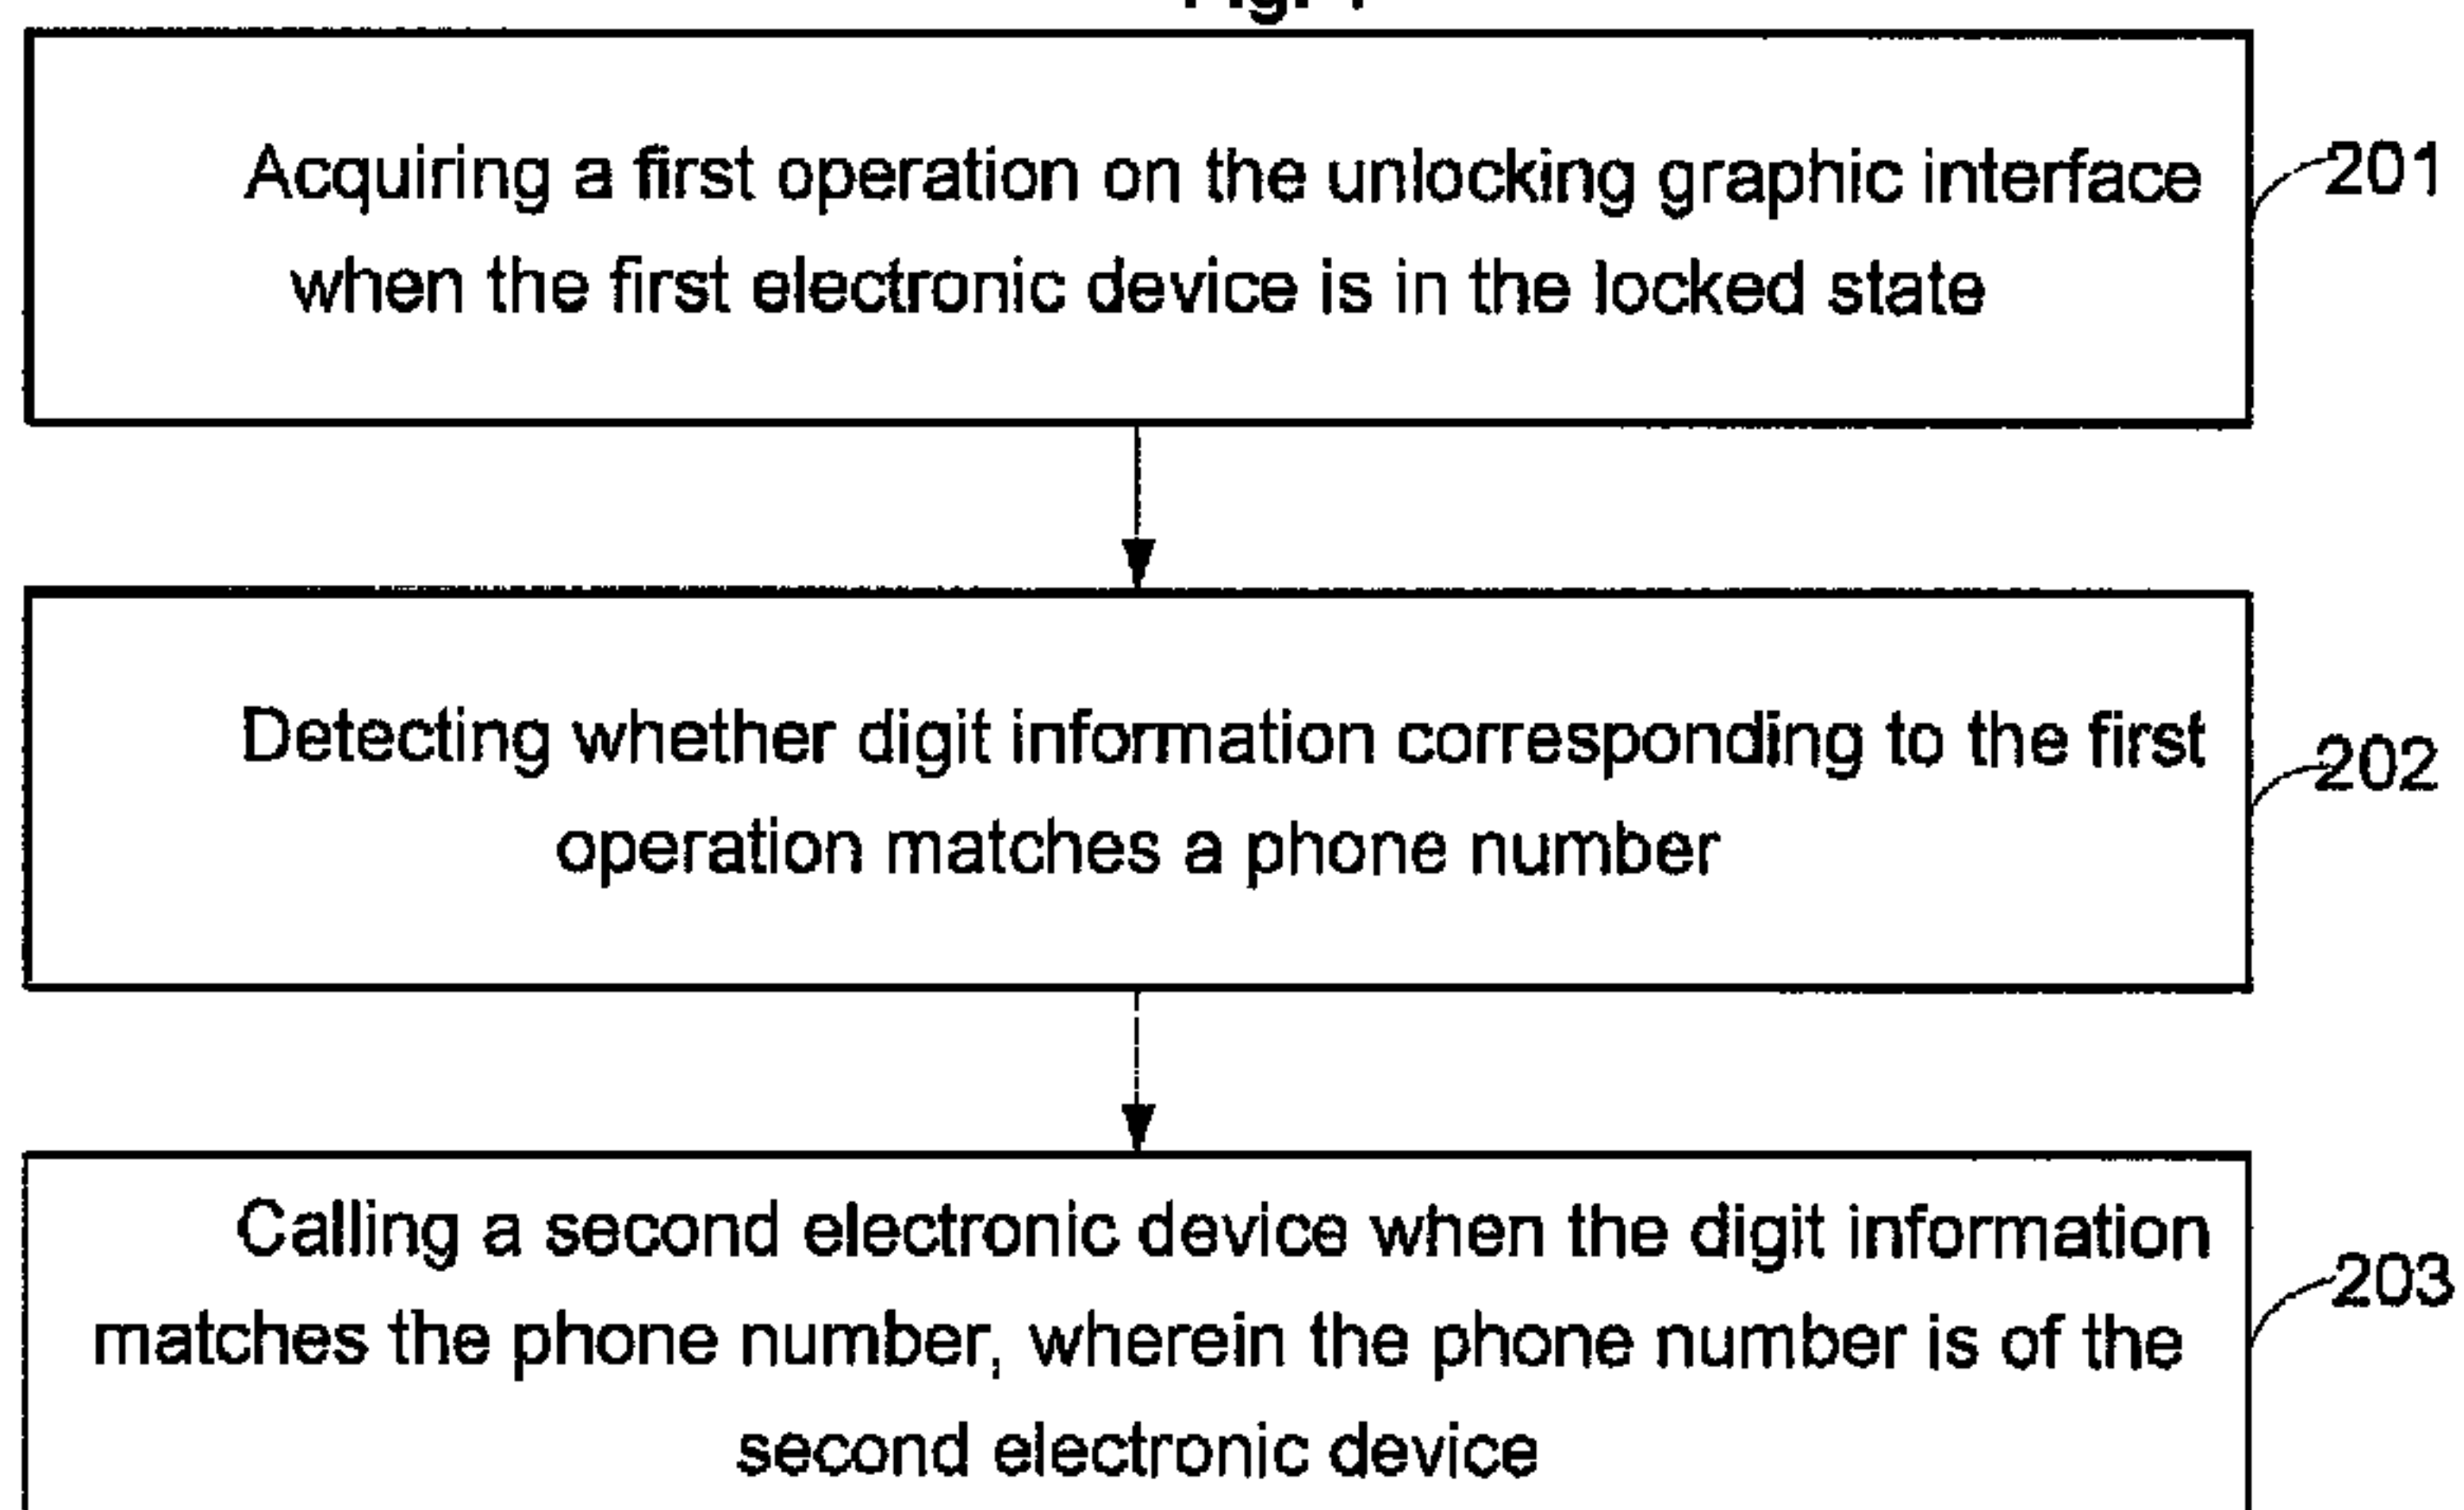 Acquiring a first operation on the unlocking graphic interface
when the first electronic device is in the locked state
201
Detecting whether digit information corresponding to the first
operation matches a phone number
202
Calling a second electronic device when the digit information
matches the phone number, wherein the phone number is of the
second electronic device
203